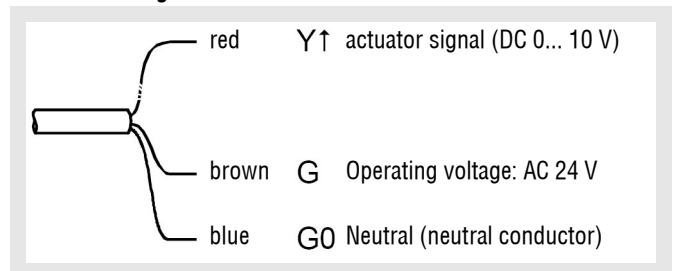 red Y↑ actuator signal (DC 0... 10 V)
brown G Operating voltage: AC 24 V
blue G0 Neutral (neutral conductor)